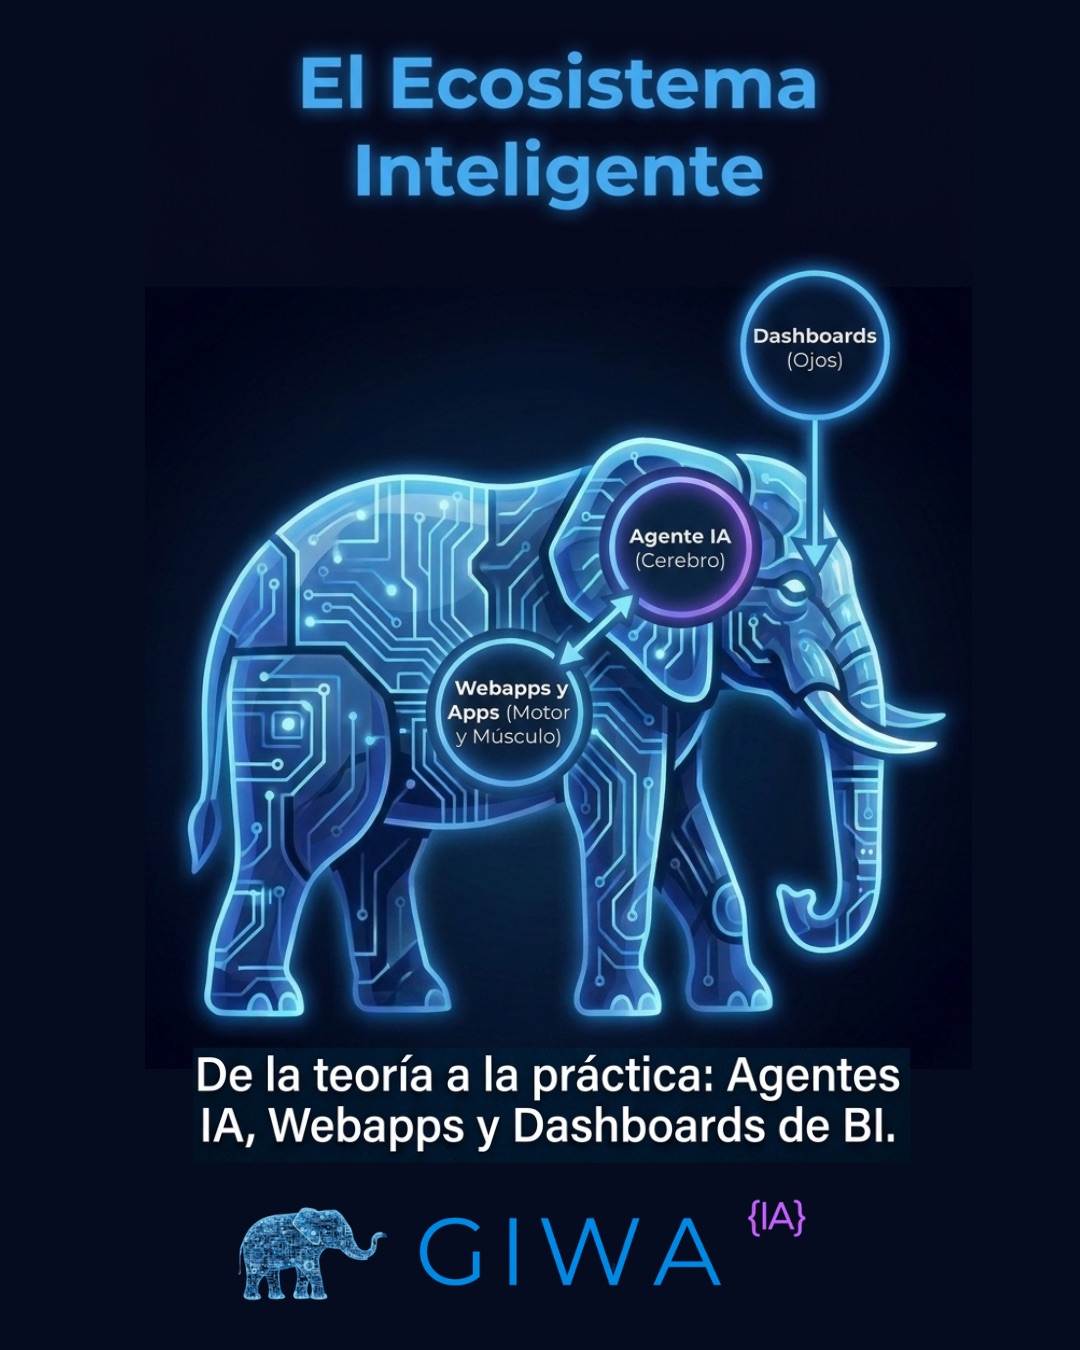 El Ecosistema
Inteligente
Dashboards
(Ojos)
Agente IA
(Cerebro)
Webapps y
Apps (Motor
y Músculo)
De la teoría a la práctica: Agentes
IA, Webapps y Dashboards de BI.
GIWA {IA}